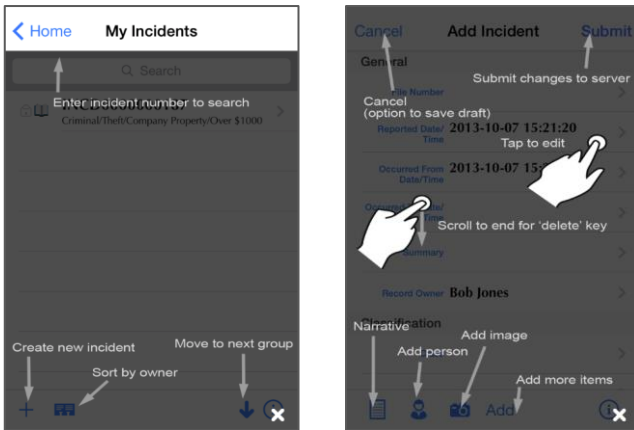 Home My Incidents
Search
Enter incident number to search
Criminal/Theft/Company Property/Over $1000
Create new incident
Move to next group
Sort by owner
Cancel Add Incident Submit
General
Submit changes to server
File Number
Cancel
(option to save draft)
Reported Date/
Time
2013-10-07 15:21:20
Tap to edit
Occurred From
Date/Time
2013-10-07 15:
Time
Scroll to end for 'delete' key
Summary
Record Owner Bob Jones
Classification
Narrative
Add image
Add person
Add more items
Add